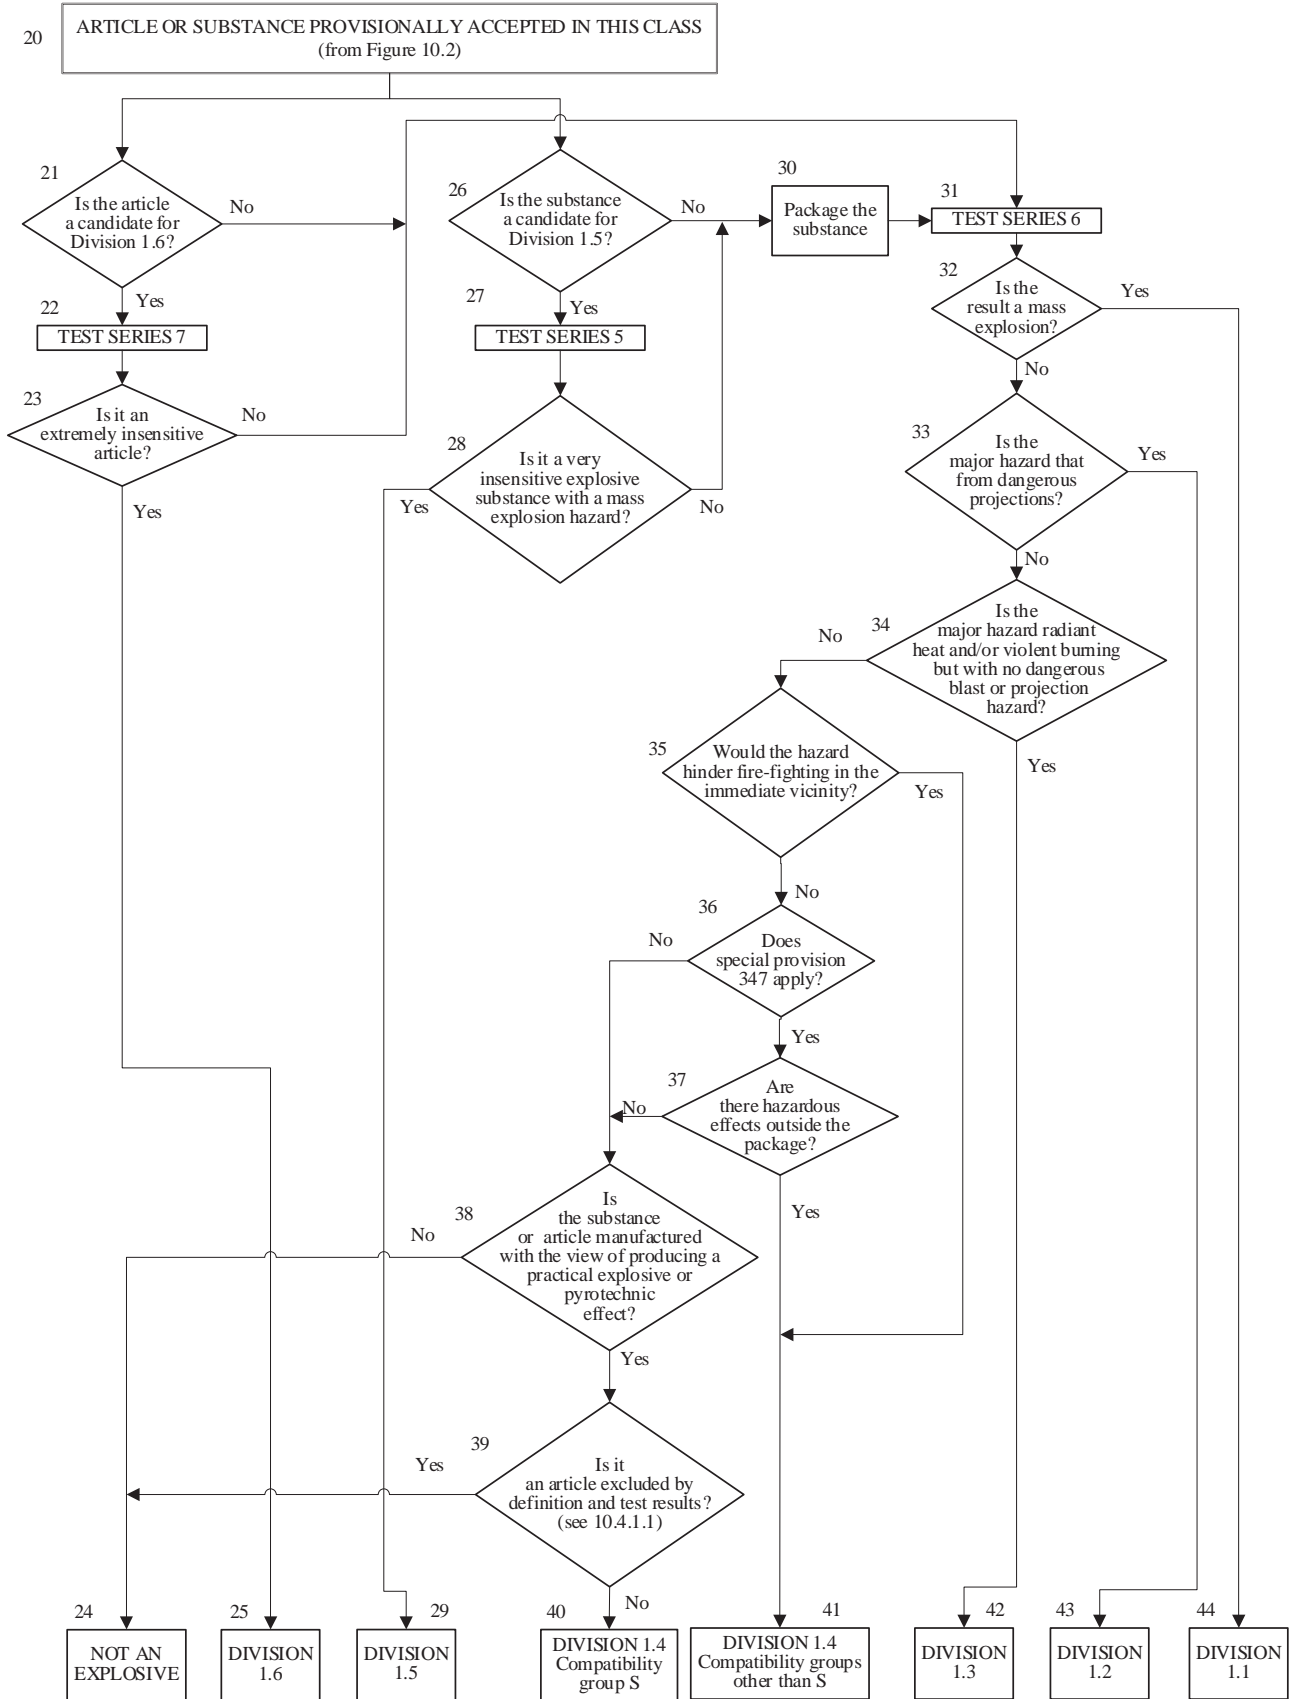 20
ARTICLE OR SUBSTANCE PROVISIONALLY ACCEPTED IN THIS CLASS
(from Figure 10.2)
21
Is the article
a candidate for
Division 1.6?
No
Yes
22
TEST SERIES 7
23
Is it an
extremely insensitive
article?
No
Yes
26
Is the substance
a candidate for
Division 1.5?
No
Yes
27
TEST SERIES 5
28
Is it a very
insensitive explosive
substance with a mass
explosion hazard?
Yes
No
30
Package the
substance
31
TEST SERIES 6
32
Is the
result a mass
explosion?
Yes
No
33
Is the
major hazard that
from dangerous
projections?
Yes
No
34
Is the
major hazard radiant
heat and/or violent burning
but with no dangerous
blast or projection
hazard?
No
Yes
35
Would the hazard
hinder fire-fighting in the
immediate vicinity?
Yes
No
36
Does
special provision
347 apply?
No
Yes
37
Are
there hazardous
effects outside the
package?
No
Yes
38
Is
the substance
or article manufactured
with the view of producing a
practical explosive or
pyrotechnic
effect?
No
Yes
39
Is it
an article excluded by
definition and test results?
(see 10.4.1.1)
Yes
No
24
NOT AN
EXPLOSIVE
25
DIVISION
1.6
29
DIVISION
1.5
40
DIVISION 1.4
Compatibility
group S
41
DIVISION 1.4
Compatibility groups
other than S
42
DIVISION
1.3
43
DIVISION
1.2
44
DIVISION
1.1